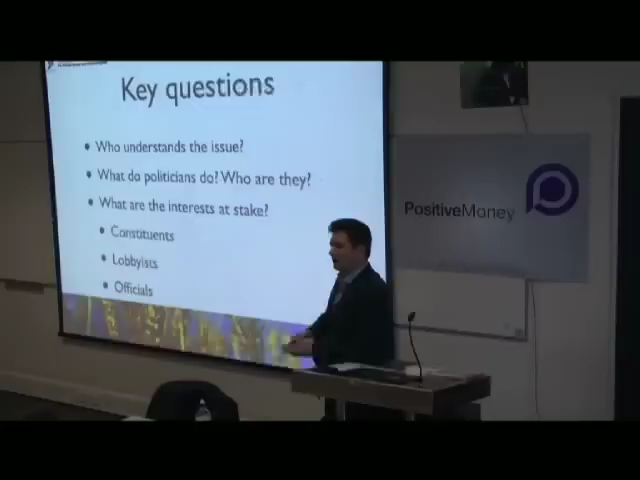 Key questions
• Who understands the issue?
• What do politicians do? Who are they?
• What are the interests at stake?
• Constituents
• Lobbyists
• Officials
PositiveMoney